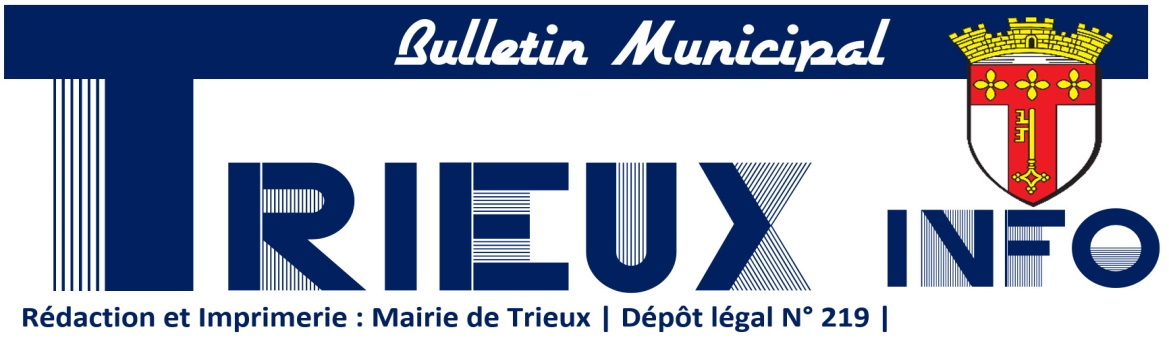 Bulletin Municipal
TRIEUX INFO
Rédaction et Imprimerie : Mairie de Trieux | Dépôt légal N° 219 |